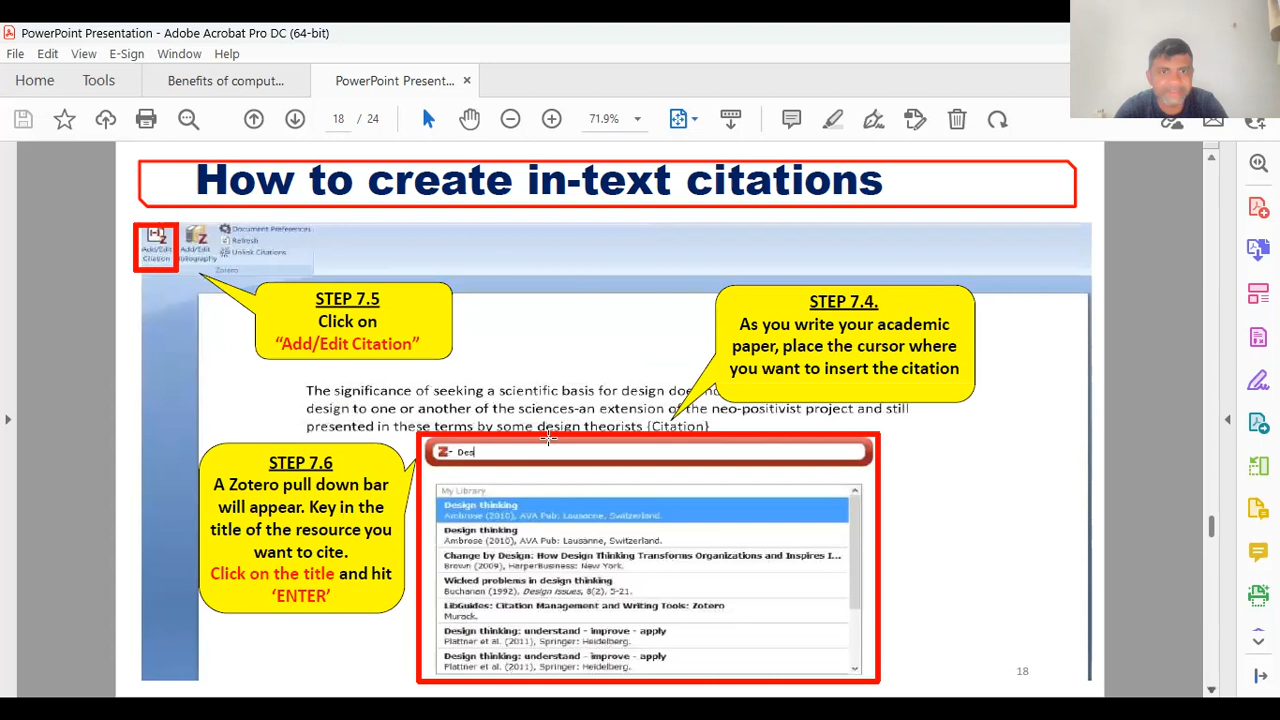 PowerPoint Presentation - Adobe Acrobat Pro DC (64-bit)
File Edit View E-Sign Window Help
Home Tools Benefits of comput... PowerPoint Present... ×
18 / 24 71.9%
How to create in-text citations
Add/Edit Citation
Add/Edit Bibliography
Document Preferences
Refresh
Unlink Citations
Zotero
STEP 7.5
Click on
“Add/Edit Citation”
STEP 7.4.
As you write your academic
paper, place the cursor where
you want to insert the citation
The significance of seeking a scientific basis for design
design to one or another of the sciences-an extension of the neo-positivist project and still
presented in these terms by some design theorists {Citation}
STEP 7.6
A Zotero pull down bar
will appear. Key in the
title of the resource you
want to cite.
Click on the title and hit
‘ENTER’
Z- Des
My Library
Design thinking
Ambrose (2010), AVA Pub: Lausanne, Switzerland.
Design thinking
Ambrose (2010), AVA Pub: Lausanne, Switzerland.
Change by Design: How Design Thinking Transforms Organizations and Inspires I...
Brown (2009), HarperBusiness: New York.
Wicked problems in design thinking
Buchanan (1992), Design Issues, 8(2), 5-21.
LibGuides: Citation Management and Writing Tools: Zotero
Murack.
Design thinking: understand - improve - apply
Plattner et al. (2011), Springer: Heidelberg.
Design thinking: understand - improve - apply
Plattner et al. (2011), Springer: Heidelberg.
18